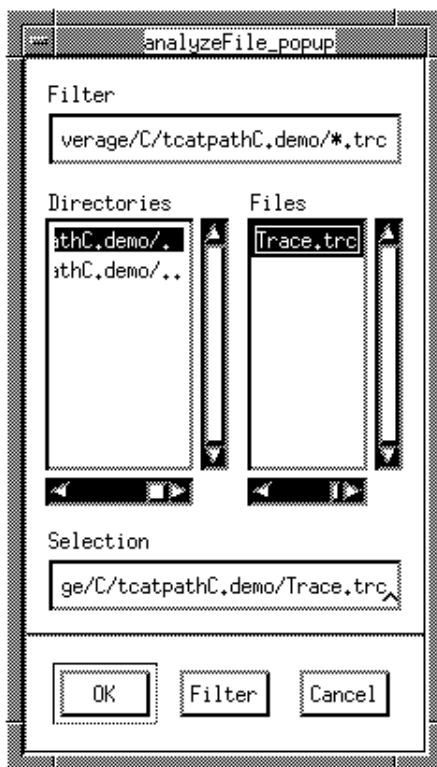 analyzeFile_popup
Filter
verage/C/tcatpathC.demo/*.trc
Directories
Files
athC.demo/.
Trace.trc
athC.demo/..
Selection
ge/C/tcatpathC.demo/Trace.trc
OK
Filter
Cancel